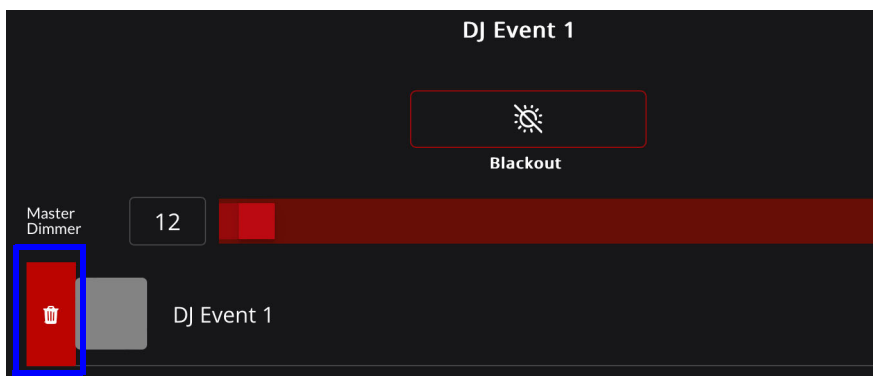 DJ Event 1
Blackout
Master
Dimmer
12
DJ Event 1